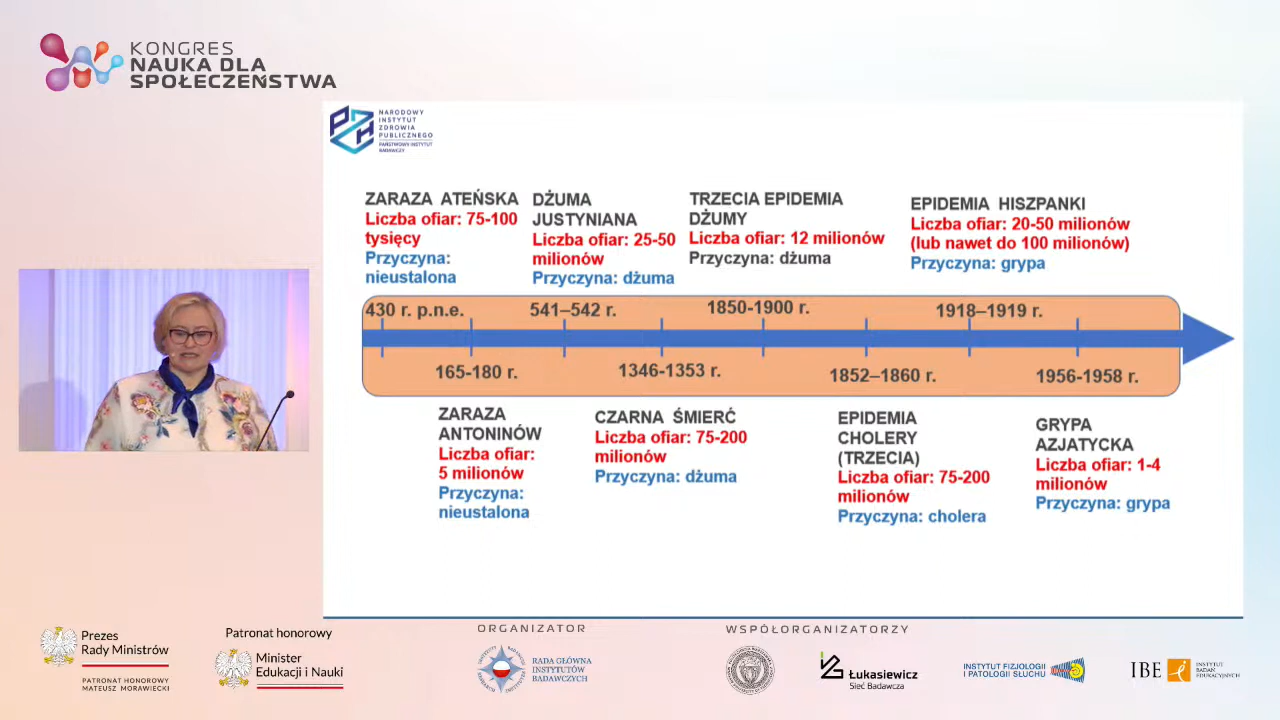 KONGRES
NAUKA DLA
SPOŁECZEŃSTWA
NARODOWY
INSTYTUT
ZDROWIA
PUBLICZNEGO
PAŃSTWOWY INSTYTUT
BADAWCZY
ZARAZA ATEŃSKA
Liczba ofiar: 75-100
tysięcy
Przyczyna:
nieustalona
DŻUMA
JUSTYNIANA
Liczba ofiar: 25-50
milionów
Przyczyna: dżuma
TRZECIA EPIDEMIA
DŻUMY
Liczba ofiar: 12 milionów
Przyczyna: dżuma
EPIDEMIA HISZPANKI
Liczba ofiar: 20-50 milionów
(lub nawet do 100 milionów)
Przyczyna: grypa
430 r. p.n.e.
541–542 r.
1850-1900 r.
1918–1919 r.
165-180 r.
1346-1353 r.
1852–1860 r.
1956-1958 r.
ZARAZA
ANTONINÓW
Liczba ofiar:
5 milionów
Przyczyna:
nieustalona
CZARNA ŚMIERĆ
Liczba ofiar: 75-200
milionów
Przyczyna: dżuma
EPIDEMIA
CHOLERY
(TRZECIA)
Liczba ofiar: 75-200
milionów
Przyczyna: cholera
GRYPA
AZJATYCKA
Liczba ofiar: 1-4
milionów
Przyczyna: grypa
Prezes
Rady Ministrów
PATRONAT HONOROWY
MATEUSZ MORAWIECKI
Patronat honorowy
Minister
Edukacji i Nauki
ORGANIZATOR
RADA GŁÓWNA
INSTYTUTÓW
BADAWCZYCH
WSPÓŁORGANIZATORZY
Łukasiewicz
Sieć Badawcza
INSTYTUT FIZJOLOGII
I PATOLOGII SŁUCHU
IBE
INSTYTUT
BADAŃ
EDUKACYJNYCH